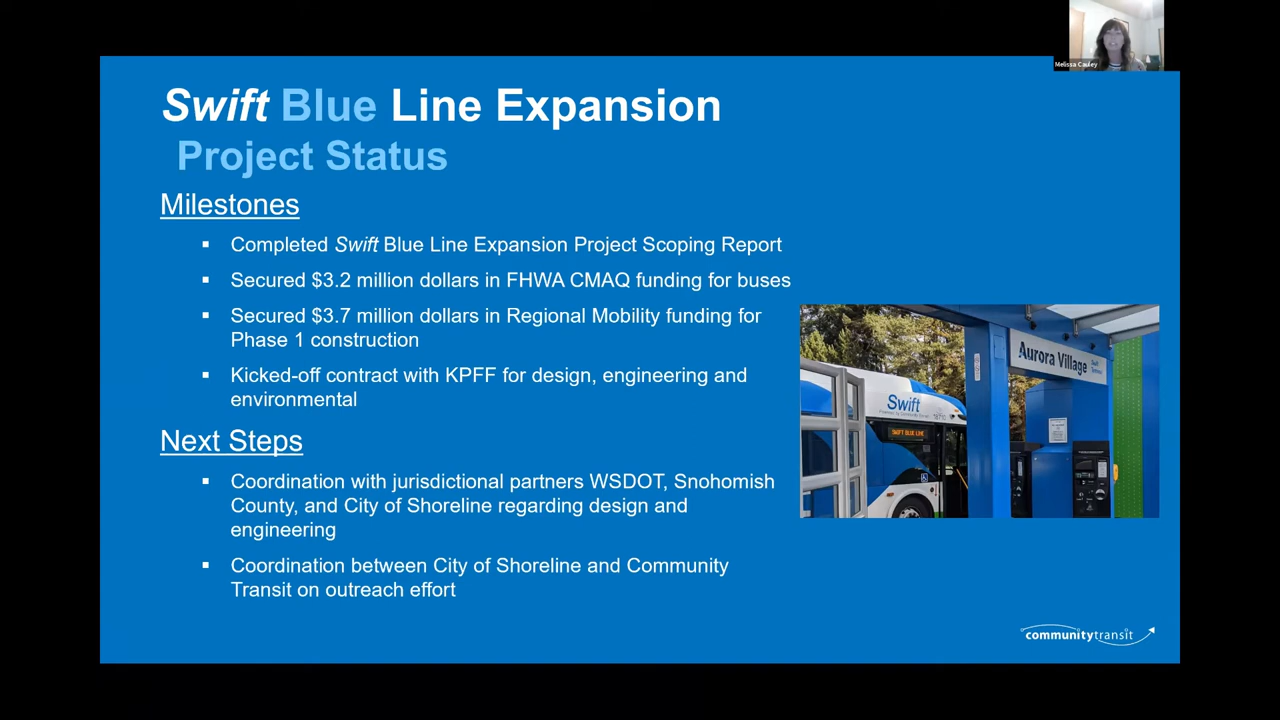 Melissa Cauley
Swift Blue Line Expansion
Project Status
Milestones
▪ Completed Swift Blue Line Expansion Project Scoping Report
▪ Secured $3.2 million dollars in FHWA CMAQ funding for buses
▪ Secured $3.7 million dollars in Regional Mobility funding for
Phase 1 construction
▪ Kicked-off contract with KPFF for design, engineering and
environmental
Next Steps
▪ Coordination with jurisdictional partners WSDOT, Snohomish
County, and City of Shoreline regarding design and
engineering
▪ Coordination between City of Shoreline and Community
Transit on outreach effort
Aurora Village
Swift
SWIFT BLUE LINE
communitytransit